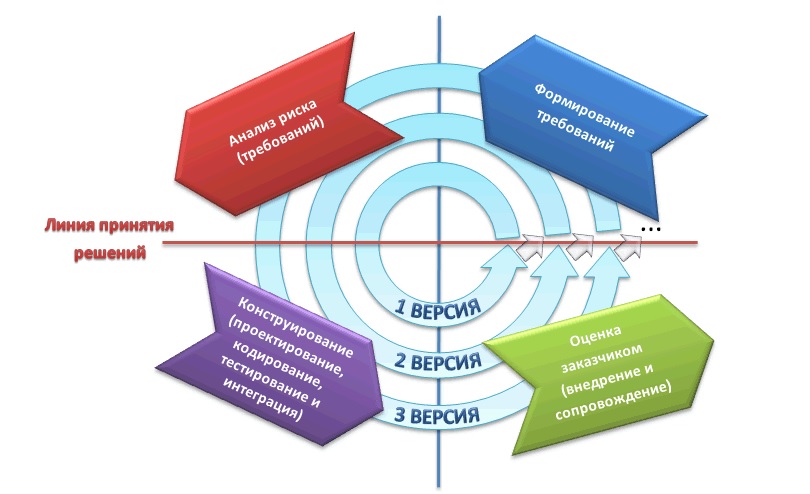 Анализ риска
(требований)
Формирование
требований
Линия принятия
решений
...
Конструирование
(проектирование,
кодирование,
тестирование и
интеграция)
1 ВЕРСИЯ
2 ВЕРСИЯ
3 ВЕРСИЯ
Оценка
заказчиком
(внедрение и
сопровождение)